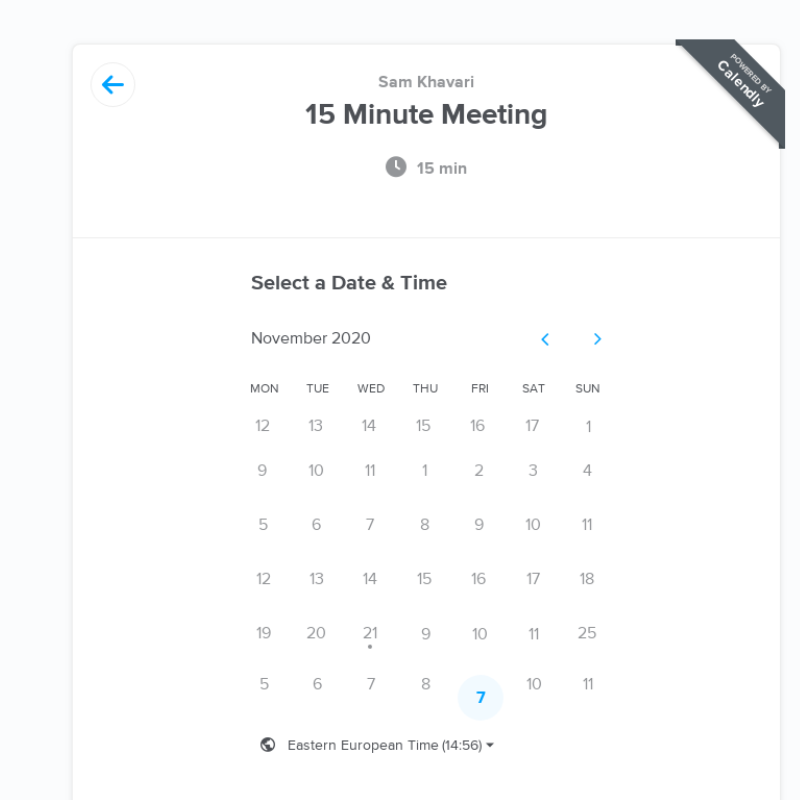 POWERED BY
Calendly
Sam Khavari
15 Minute Meeting
15 min
Select a Date & Time
November 2020
MON TUE WED THU FRI SAT SUN
12 13 14 15 16 17 1
9 10 11 1 2 3 4
5 6 7 8 9 10 11
12 13 14 15 16 17 18
19 20 21 9 10 11 25
5 6 7 8 7 10 11
Eastern European Time (14:56)